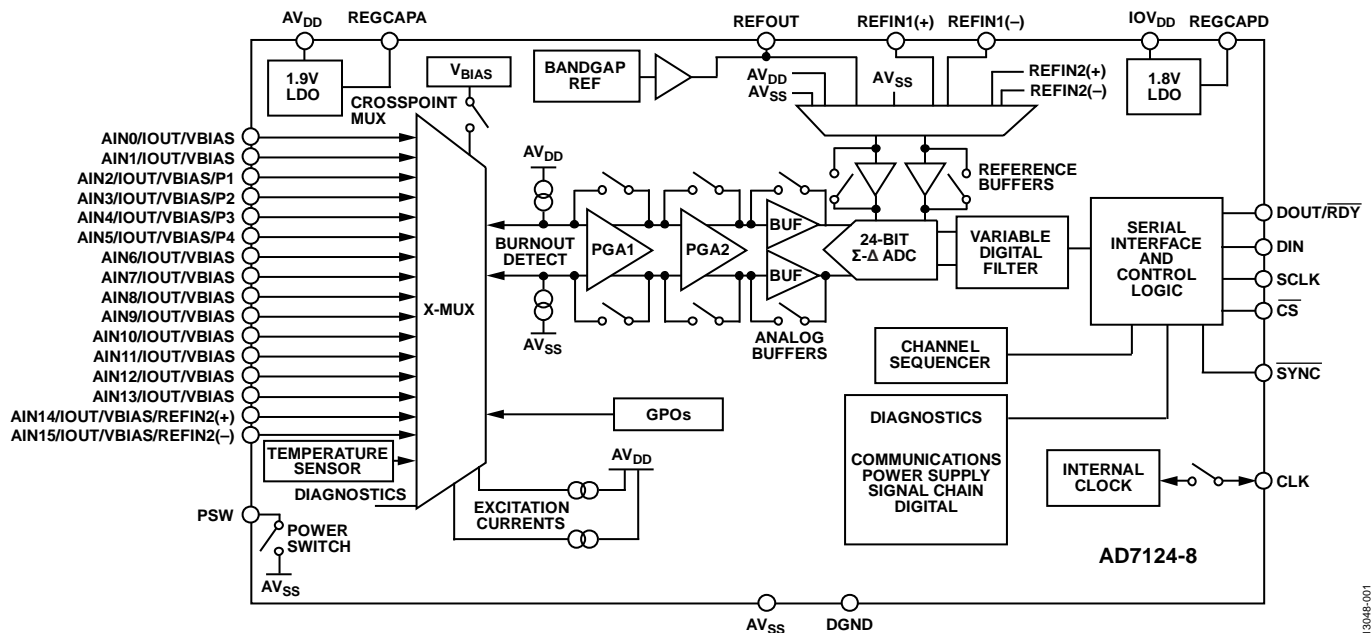 AVDD
REGCAPA
REFOUT
REFIN1(+)
REFIN1(–)
IOVDD
REGCAPD
1.9V
LDO
VBIAS
BANDGAP
REF
AVDD
AVSS
AVSS
REFIN2(+)
REFIN2(–)
1.8V
LDO
CROSSPOINT
MUX
AIN0/IOUT/VBIAS
AIN1/IOUT/VBIAS
AIN2/IOUT/VBIAS/P1
AIN3/IOUT/VBIAS/P2
AIN4/IOUT/VBIAS/P3
AIN5/IOUT/VBIAS/P4
AIN6/IOUT/VBIAS
AIN7/IOUT/VBIAS
AIN8/IOUT/VBIAS
AIN9/IOUT/VBIAS
AIN10/IOUT/VBIAS
AIN11/IOUT/VBIAS
AIN12/IOUT/VBIAS
AIN13/IOUT/VBIAS
AIN14/IOUT/VBIAS/REFIN2(+)
AIN15/IOUT/VBIAS/REFIN2(–)
TEMPERATURE
SENSOR
DIAGNOSTICS
PSW
POWER
SWITCH
AVSS
X-MUX
AVDD
BURNOUT
DETECT
AVSS
PGA1
PGA2
BUF
BUF
ANALOG
BUFFERS
REFERENCE
BUFFERS
24-BIT
Σ-Δ ADC
VARIABLE
DIGITAL
FILTER
SERIAL
INTERFACE
AND
CONTROL
LOGIC
DOUT/RDY
DIN
SCLK
CS
SYNC
CHANNEL
SEQUENCER
GPOs
AVDD
EXCITATION
CURRENTS
DIAGNOSTICS
COMMUNICATIONS
POWER SUPPLY
SIGNAL CHAIN
DIGITAL
INTERNAL
CLOCK
CLK
AD7124-8
AVSS
DGND
13048-001